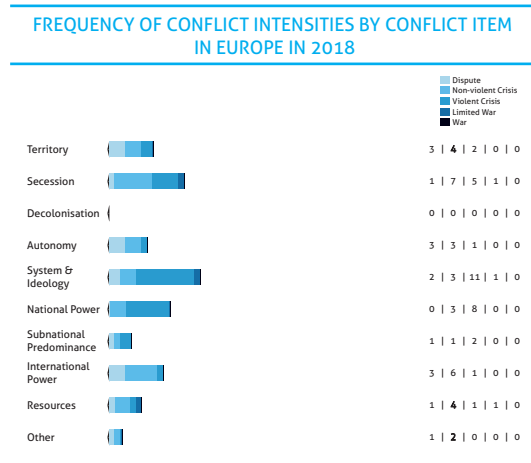 FREQUENCY OF CONFLICT INTENSITIES BY CONFLICT ITEM
IN EUROPE IN 2018
Dispute
Non-violent Crisis
Violent Crisis
Limited War
War
Territory 3 | 4 | 2 | 0 | 0
Secession 1 | 7 | 5 | 1 | 0
Decolonisation 0 | 0 | 0 | 0 | 0
Autonomy 3 | 3 | 1 | 0 | 0
System &
Ideology 2 | 3 | 11 | 1 | 0
National Power 0 | 3 | 8 | 0 | 0
Subnational
Predominance 1 | 1 | 2 | 0 | 0
International
Power 3 | 6 | 1 | 0 | 0
Resources 1 | 4 | 1 | 1 | 0
Other 1 | 2 | 0 | 0 | 0